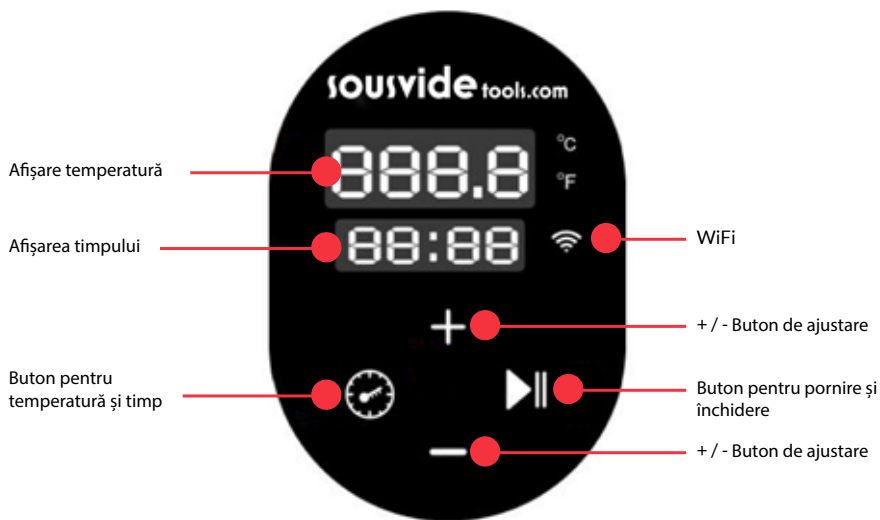 sousvide tools.com
888.8
°C
°F
Afișare temperatură
88:88
Afișarea timpului
WiFi
+ / - Buton de ajustare
Buton pentru
temperatură și timp
Buton pentru pornire și
închidere
+ / - Buton de ajustare